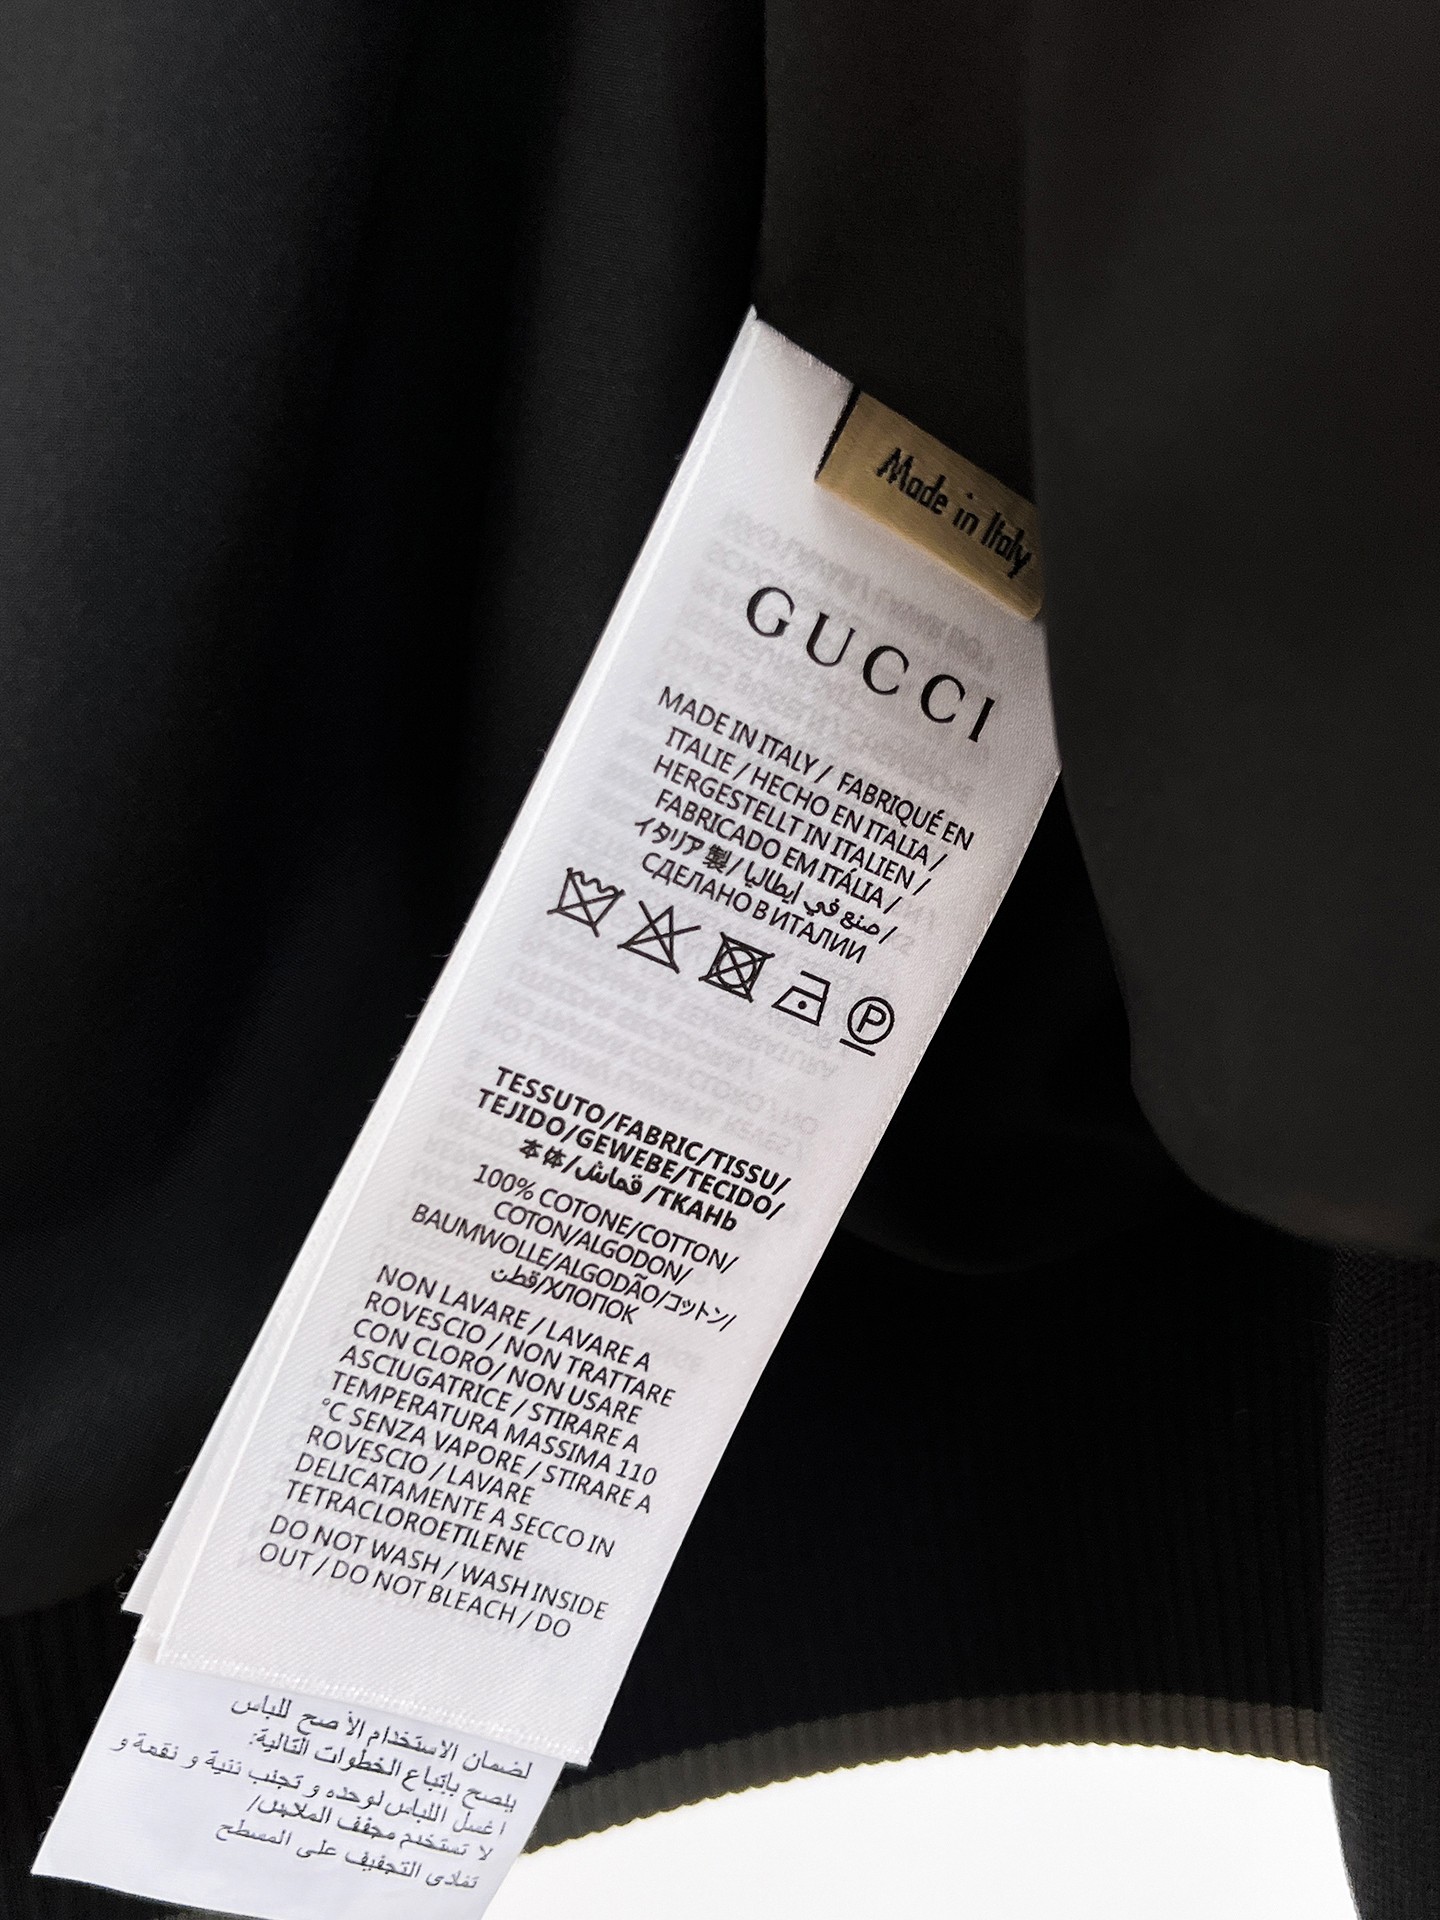 Made in Italy
GUCCI
MADE IN ITALY / FABRIQUÉ EN
ITALIE / HECHO EN ITALIA /
HERGESTELLT IN ITALIEN /
FABRICADO EM ITÁLIA /
イタリア製/ صنع في إيطاليا /
СДЕЛАНО В ИТАЛИИ
P
TESSUTO/FABRIC/TISSU/
TEJIDO/GEWEBE/TECIDO/
本体/قماش /ТКАНЬ
100% COTONE/COTTON/
COTON/ALGODON/
BAUMWOLLE/ALGODÃO/コットン/
قطن/ХЛОПОК
NON LAVARE / LAVARE A
ROVESCIO / NON TRATTARE
CON CLORO/ NON USARE
ASCIUGATRICE / STIRARE A
TEMPERATURA MASSIMA 110
°C SENZA VAPORE / STIRARE A
ROVESCIO / LAVARE
DELICATAMENTE A SECCO IN
TETRACLOROETILENE
DO NOT WASH / WASH INSIDE
OUT / DO NOT BLEACH / DO
لضمان الاستخدام الأصح للباس
ينصح باتباع الخطوات التالية:
اغسل اللباس لوحده و تجنب ننية و نقمة و
لا تستخدم مجفف الملابس/
تفادى التجفيف على المسطح